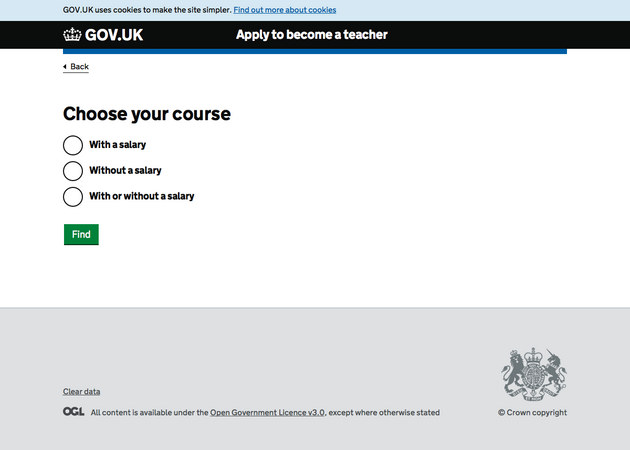 GOV.UK uses cookies to make the site simpler. Find out more about cookies
GOV.UK Apply to become a teacher
Back
Choose your course
With a salary
Without a salary
With or without a salary
Find
Clear data
OGL All content is available under the Open Government Licence v3.0, except where otherwise stated
© Crown copyright